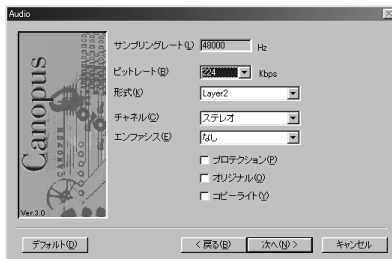 Audio
Canopus
CANOPUS
Ver.3.0
サンプリングレート(L) 48000 Hz
ビットレート(B) 224 Kbps
形式(K) Layer2
チャネル(C) ステレオ
エンファシス(E) なし
プロテクション(P)
オリジナル(O)
コピーライト(Y)
デフォルト(D) < 戻る(B) 次へ(N) > キャンセル